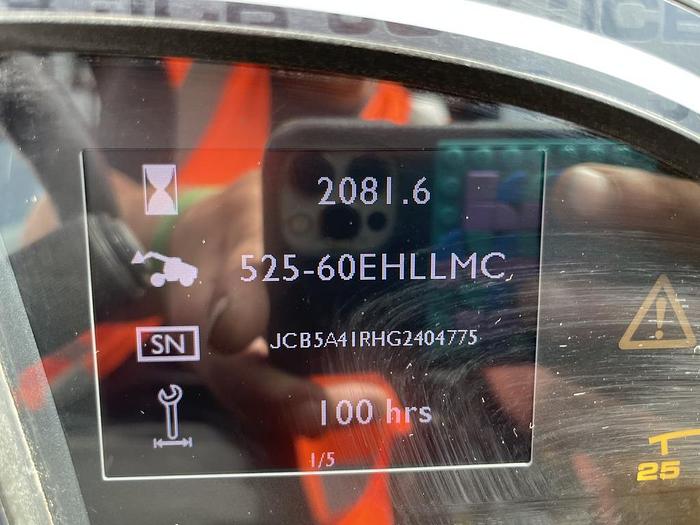 2081.6
525-60EHLLMC
SN JCB5A41RHG2404775
100 hrs
1/5
25